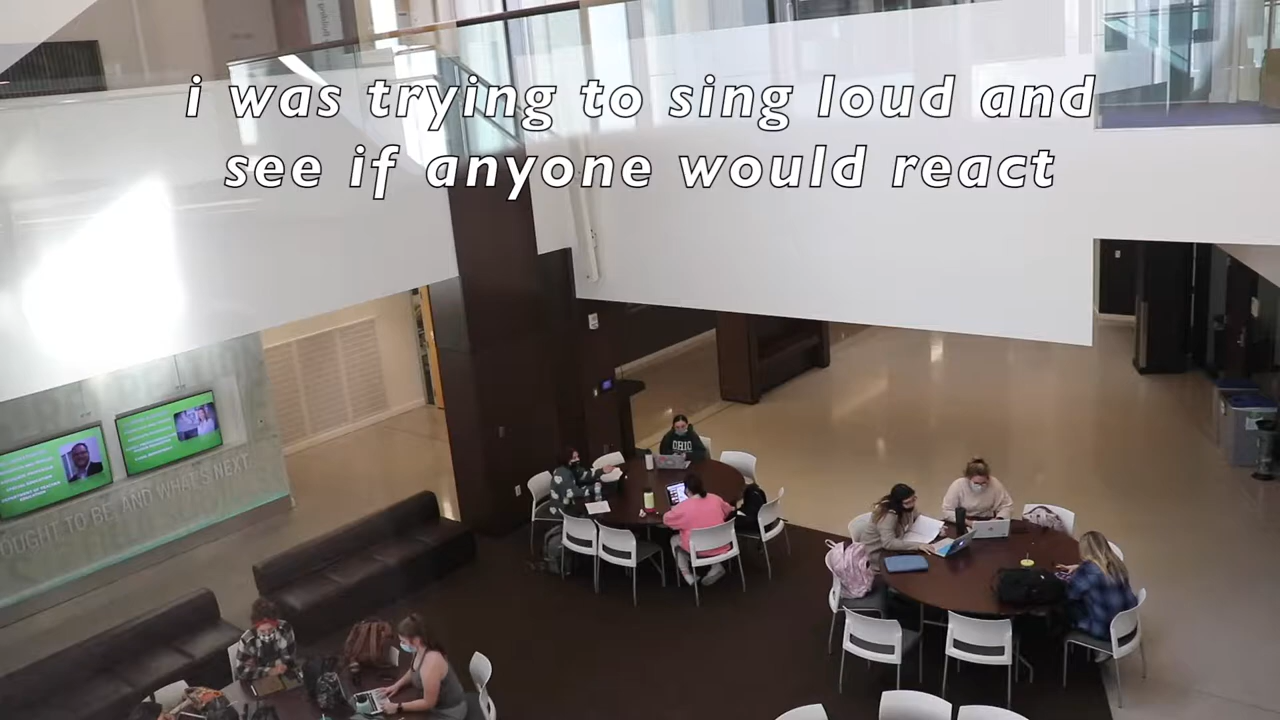 i was trying to sing loud and
see if anyone would react
OUGHT TO BE, AND WHAT'S NEXT.
OHIO